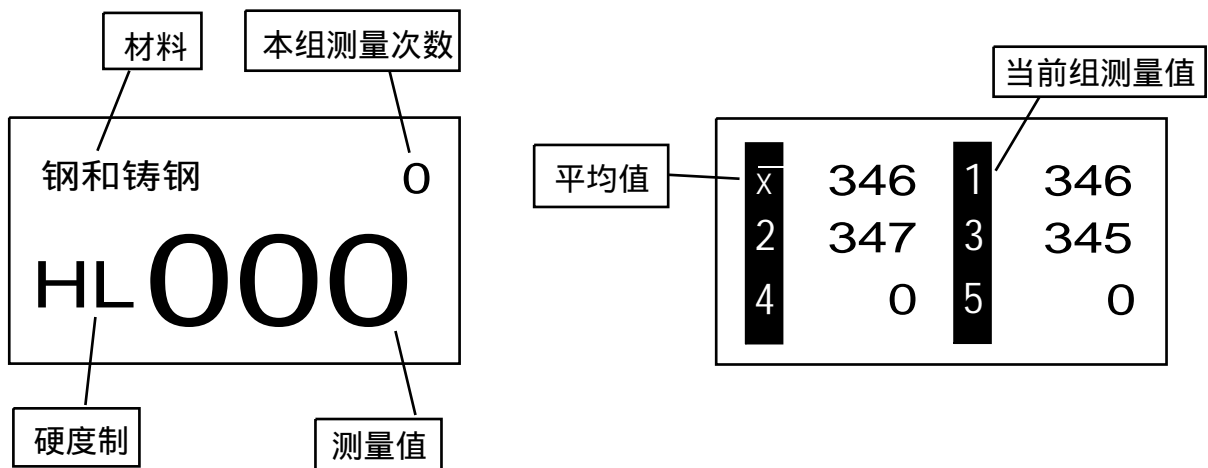 材料
本组测量次数
钢和铸钢 0
HL 000
硬度制
测量值
当前组测量值
平均值
x̄ 346 1 346
2 347 3 345
4 0 5 0